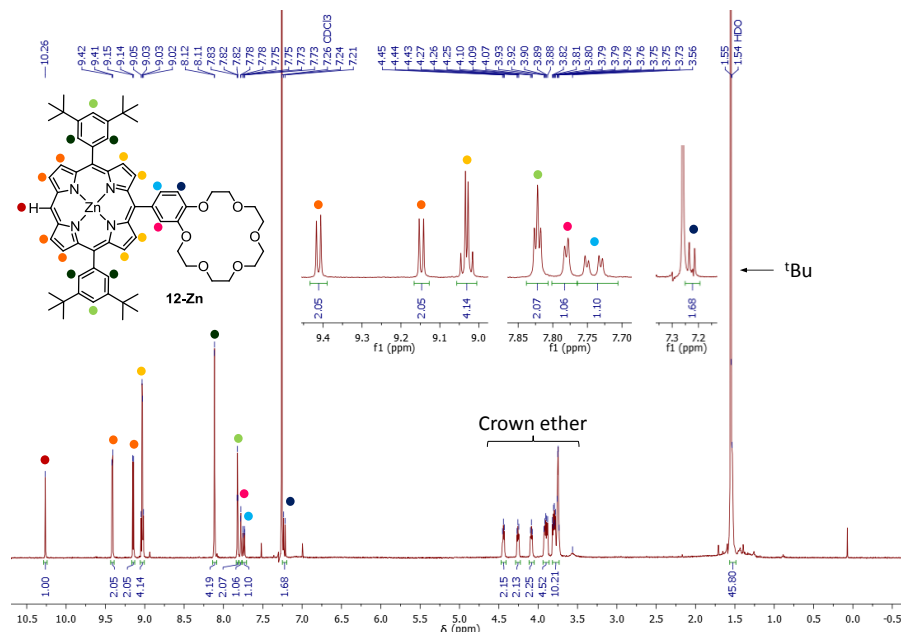 10.26 9.42 9.41 9.15 9.14 9.05 9.03 9.03 9.02 8.12 8.11 7.83 7.82 7.82 7.78 7.78 7.75 7.75 7.73 7.73 7.26 CDCl3 7.24 7.21 4.45 4.44 4.43 4.27 4.26 4.25 4.10 4.09 4.07 3.93 3.92 3.90 3.89 3.88 3.82 3.81 3.80 3.79 3.79 3.78 3.76 3.75 3.75 3.73 3.56 1.55 1.54 HDO
H
N
N
N
N
Zn
O
O
O
O
O
O
12-Zn
2.05 2.05 4.14 2.07 1.06 1.10 1.68
9.4 9.3 9.2 9.1 9.0
f1 (ppm)
7.85 7.80 7.75 7.70
f1 (ppm)
7.3 7.2
f1 (ppm)
tBu
Crown ether
1.00 2.05 2.05 4.14 4.19 2.07 1.06 1.10 1.68 2.15 2.13 2.25 4.52 10.21 45.80
10.5 10.0 9.5 9.0 8.5 8.0 7.5 7.0 6.5 6.0 5.5 5.0 4.5 4.0 3.5 3.0 2.5 2.0 1.5 1.0 0.5 0.0 -0.5
δ (ppm)